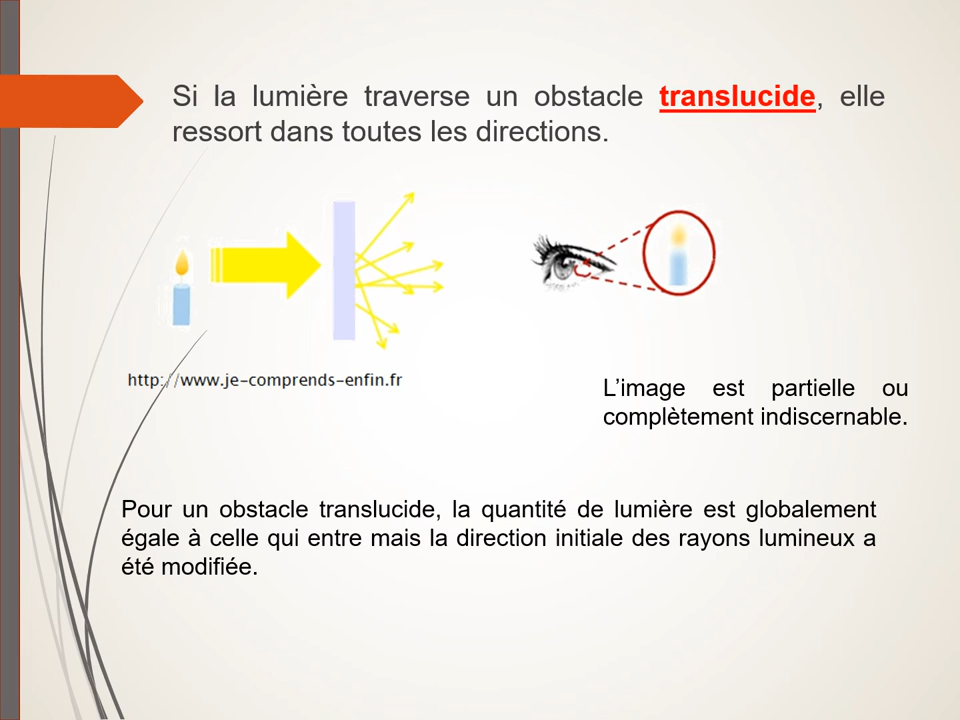 Si la lumière traverse un obstacle translucide, elle
ressort dans toutes les directions.
http://www.je-comprends-enfin.fr
L’image est partielle ou
complètement indiscernable.
Pour un obstacle translucide, la quantité de lumière est globalement
égale à celle qui entre mais la direction initiale des rayons lumineux a
été modifiée.